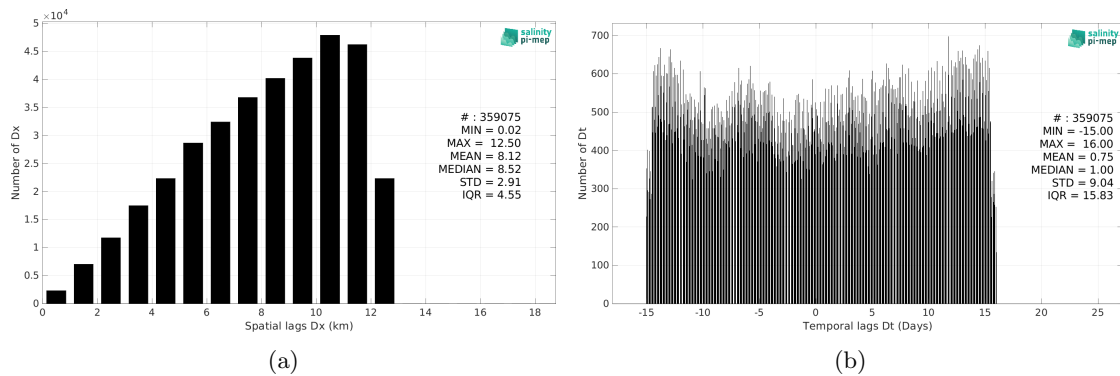 ×10⁴
5
4.5
4
3.5
3
2.5
2
1.5
1
0.5
0
Number of Dx
salinity
pi-mep
# : 359075
MIN = 0.02
MAX = 12.50
MEAN = 8.12
MEDIAN = 8.52
STD = 2.91
IQR = 4.55
0 2 4 6 8 10 12 14 16 18
Spatial lags Dx (km)
(a)
700
600
500
400
300
200
100
0
Number of Dt
salinity
pi-mep
# : 359075
MIN = -15.00
MAX = 16.00
MEAN = 0.75
MEDIAN = 1.00
STD = 9.04
IQR = 15.83
-15 -10 -5 0 5 10 15 20 25
Temporal lags Dt (Days)
(b)